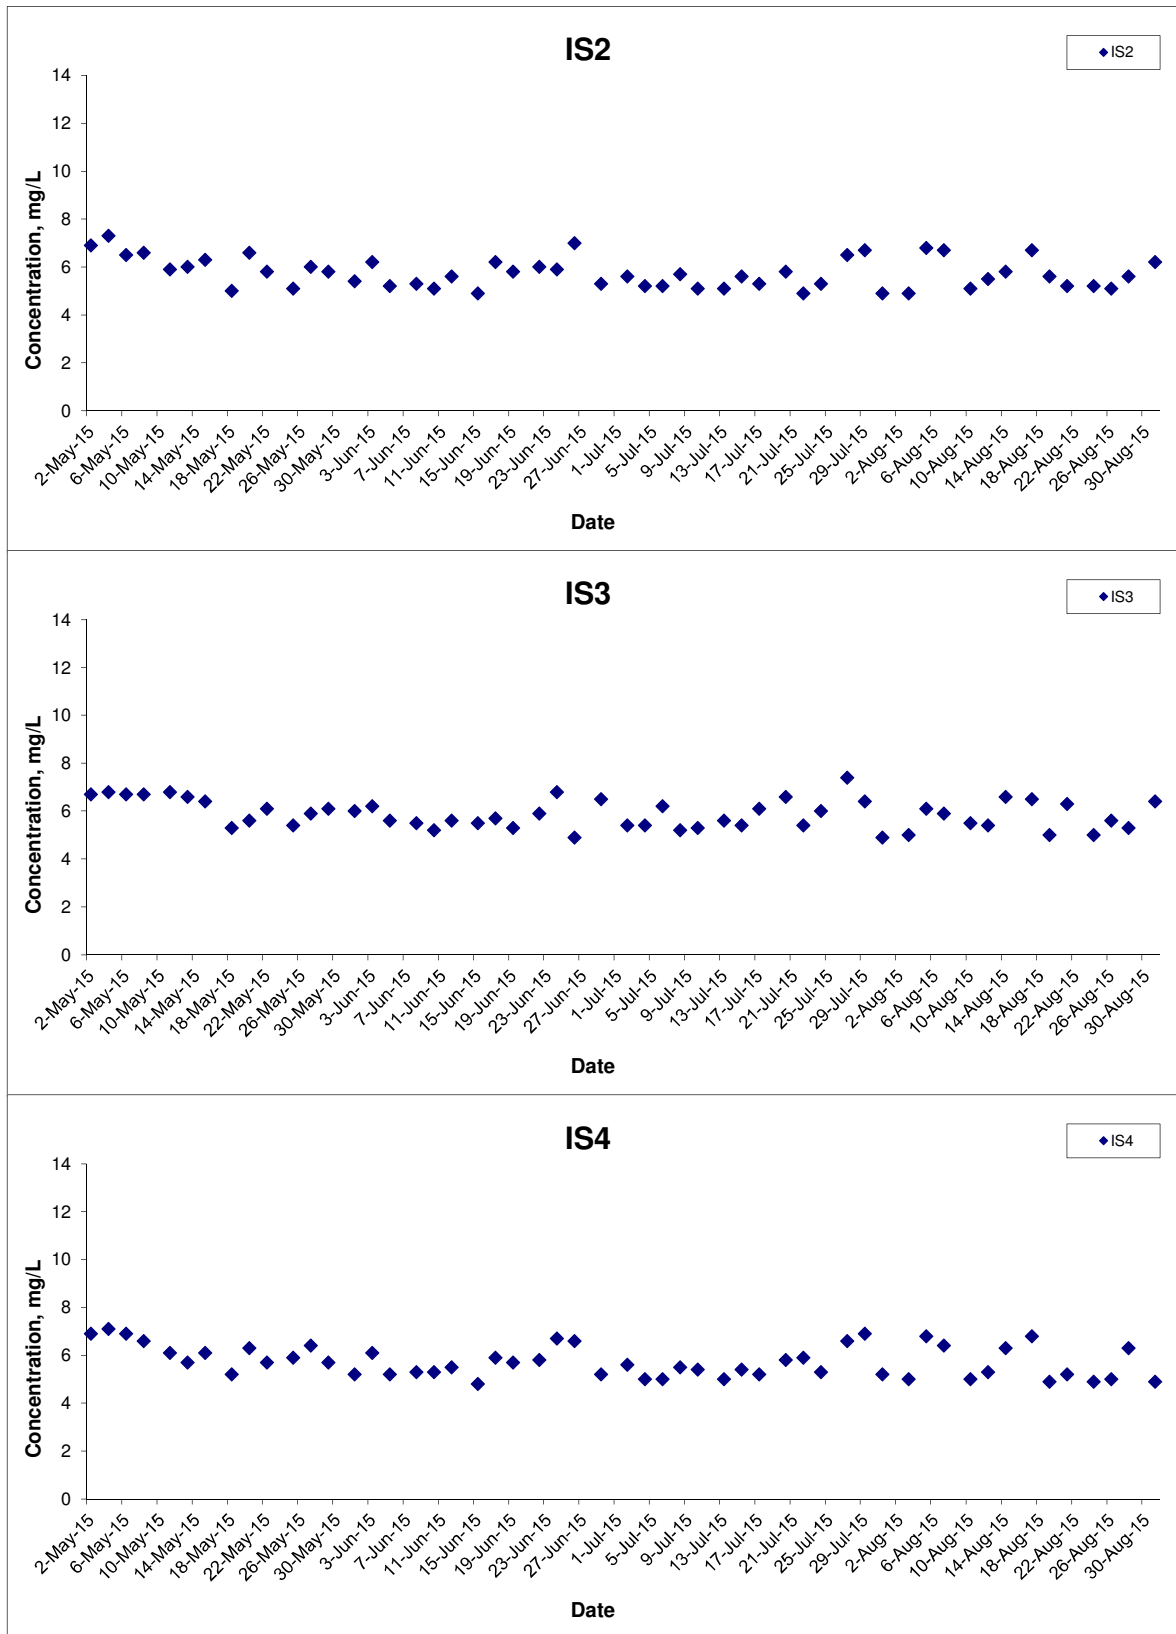 IS2
IS2
14
12
10
8
6
4
2
0
Concentration, mg/L
2-May-15
6-May-15
10-May-15
14-May-15
18-May-15
22-May-15
26-May-15
30-May-15
3-Jun-15
7-Jun-15
11-Jun-15
15-Jun-15
19-Jun-15
23-Jun-15
27-Jun-15
1-Jul-15
5-Jul-15
9-Jul-15
13-Jul-15
17-Jul-15
21-Jul-15
25-Jul-15
29-Jul-15
2-Aug-15
6-Aug-15
10-Aug-15
14-Aug-15
18-Aug-15
22-Aug-15
26-Aug-15
30-Aug-15
Date
IS3
IS3
14
12
10
8
6
4
2
0
Concentration, mg/L
2-May-15
6-May-15
10-May-15
14-May-15
18-May-15
22-May-15
26-May-15
30-May-15
3-Jun-15
7-Jun-15
11-Jun-15
15-Jun-15
19-Jun-15
23-Jun-15
27-Jun-15
1-Jul-15
5-Jul-15
9-Jul-15
13-Jul-15
17-Jul-15
21-Jul-15
25-Jul-15
29-Jul-15
2-Aug-15
6-Aug-15
10-Aug-15
14-Aug-15
18-Aug-15
22-Aug-15
26-Aug-15
30-Aug-15
Date
IS4
IS4
14
12
10
8
6
4
2
0
Concentration, mg/L
2-May-15
6-May-15
10-May-15
14-May-15
18-May-15
22-May-15
26-May-15
30-May-15
3-Jun-15
7-Jun-15
11-Jun-15
15-Jun-15
19-Jun-15
23-Jun-15
27-Jun-15
1-Jul-15
5-Jul-15
9-Jul-15
13-Jul-15
17-Jul-15
21-Jul-15
25-Jul-15
29-Jul-15
2-Aug-15
6-Aug-15
10-Aug-15
14-Aug-15
18-Aug-15
22-Aug-15
26-Aug-15
30-Aug-15
Date